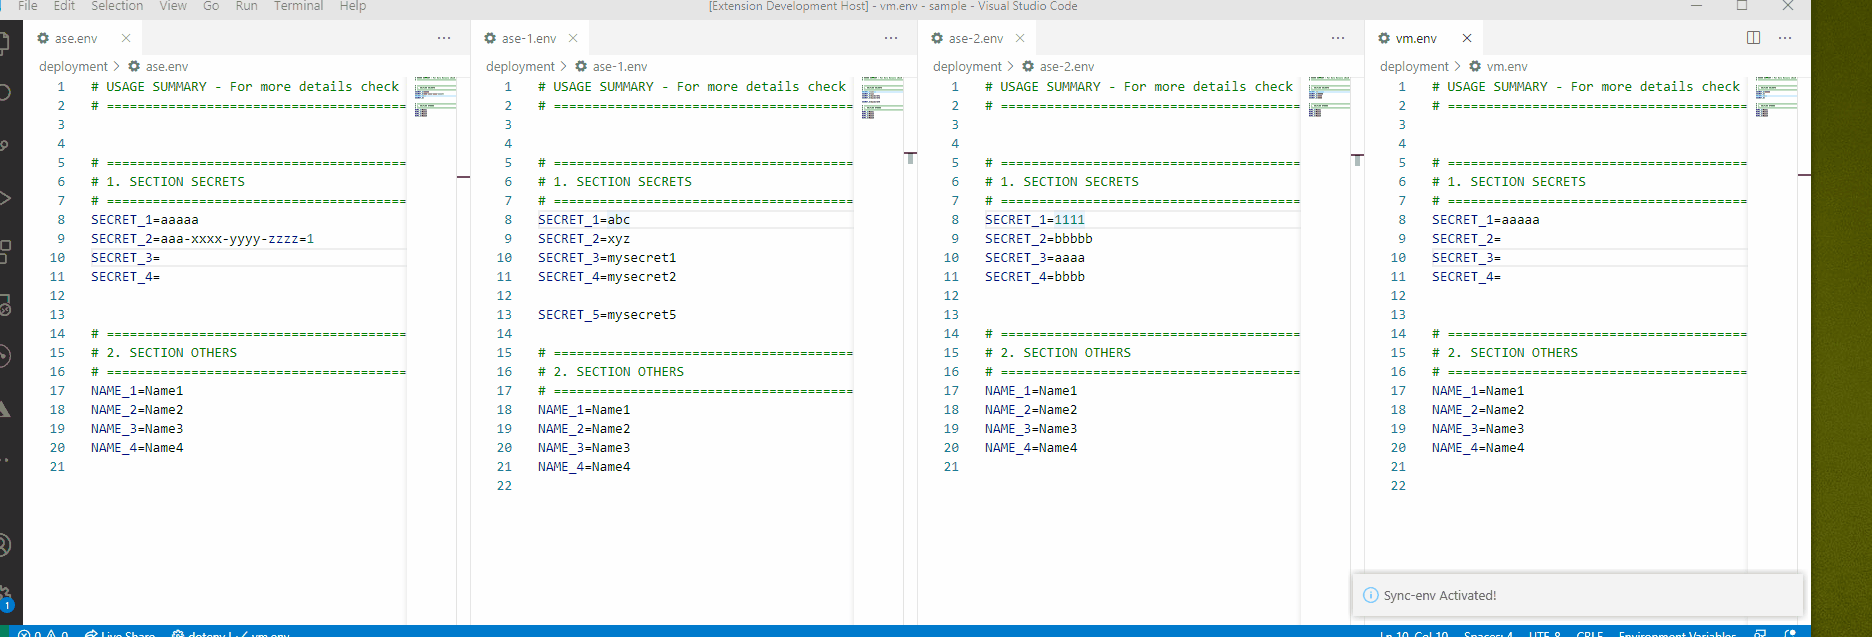 File Edit Selection View Go Run Terminal Help [Extension Development Host] - vm.env - sample - Visual Studio Code
ase.env
deployment > ase.env
1 # USAGE SUMMARY - For more details check
2 # =======================================
3
4
5 # =======================================
6 # 1. SECTION SECRETS
7 # =======================================
8 SECRET_1=aaaaa
9 SECRET_2=aaa-xxxx-yyyy-zzzz=1
10 SECRET_3=
11 SECRET_4=
12
13
14 # =======================================
15 # 2. SECTION OTHERS
16 # =======================================
17 NAME_1=Name1
18 NAME_2=Name2
19 NAME_3=Name3
20 NAME_4=Name4
21
ase-1.env
deployment > ase-1.env
1 # USAGE SUMMARY - For more details check
2 # =======================================
3
4
5 # =======================================
6 # 1. SECTION SECRETS
7 # =======================================
8 SECRET_1=abc
9 SECRET_2=xyz
10 SECRET_3=mysecret1
11 SECRET_4=mysecret2
12
13 SECRET_5=mysecret5
14
15 # =======================================
16 # 2. SECTION OTHERS
17 # =======================================
18 NAME_1=Name1
19 NAME_2=Name2
20 NAME_3=Name3
21 NAME_4=Name4
22
ase-2.env
deployment > ase-2.env
1 # USAGE SUMMARY - For more details check
2 # =======================================
3
4
5 # =======================================
6 # 1. SECTION SECRETS
7 # =======================================
8 SECRET_1=1111
9 SECRET_2=bbbbb
10 SECRET_3=aaaa
11 SECRET_4=bbbb
12
13
14 # =======================================
15 # 2. SECTION OTHERS
16 # =======================================
17 NAME_1=Name1
18 NAME_2=Name2
19 NAME_3=Name3
20 NAME_4=Name4
21
vm.env
deployment > vm.env
1 # USAGE SUMMARY - For more details check
2 # =======================================
3
4
5 # =======================================
6 # 1. SECTION SECRETS
7 # =======================================
8 SECRET_1=aaaaa
9 SECRET_2=
10 SECRET_3=
11 SECRET_4=
12
13
14 # =======================================
15 # 2. SECTION OTHERS
16 # =======================================
17 NAME_1=Name1
18 NAME_2=Name2
19 NAME_3=Name3
20 NAME_4=Name4
21
22
Sync-env Activated!
1
0 0 Live Share dotenv | ✓ vm.env Ln 10, Col 10 Spaces: 4 UTF-8 CRLF Environment Variables